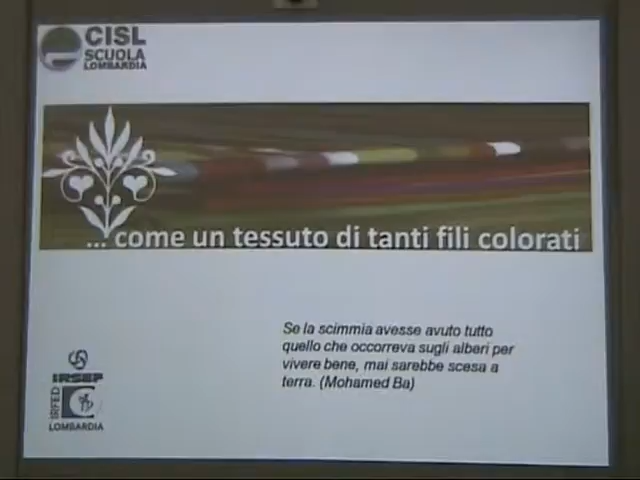 CISL
SCUOLA
LOMBARDIA
... come un tessuto di tanti fili colorati
Se la scimmia avesse avuto tutto
quello che occorreva sugli alberi per
vivere bene, mai sarebbe scesa a
terra. (Mohamed Ba)
IRSEF
IRFED
LOMBARDIA